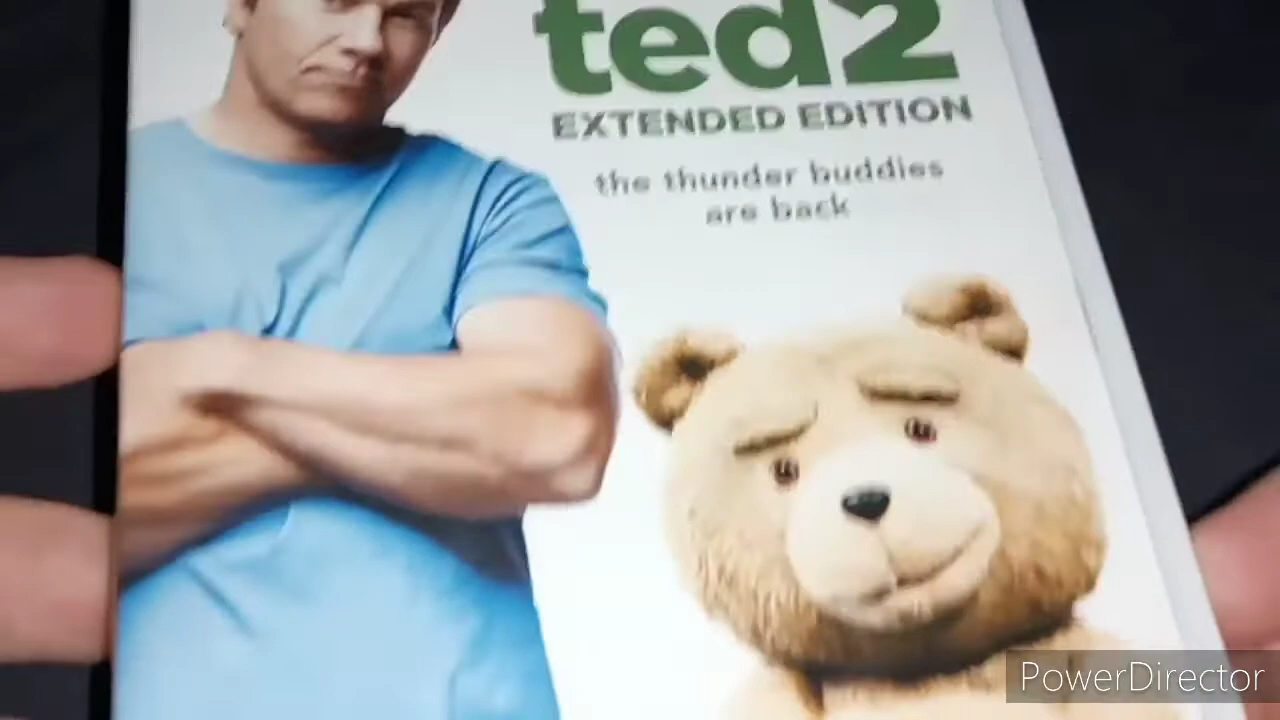 ted2
EXTENDED EDITION
the thunder buddies
are back
PowerDirector